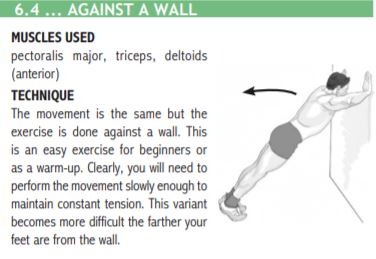 6.4 ... AGAINST A WALL
MUSCLES USED
pectoralis major, triceps, deltoids
(anterior)
TECHNIQUE
The movement is the same but the
exercise is done against a wall. This
is an easy exercise for beginners or
as a warm-up. Clearly, you will need to
perform the movement slowly enough to
maintain constant tension. This variant
becomes more difficult the farther your
feet are from the wall.